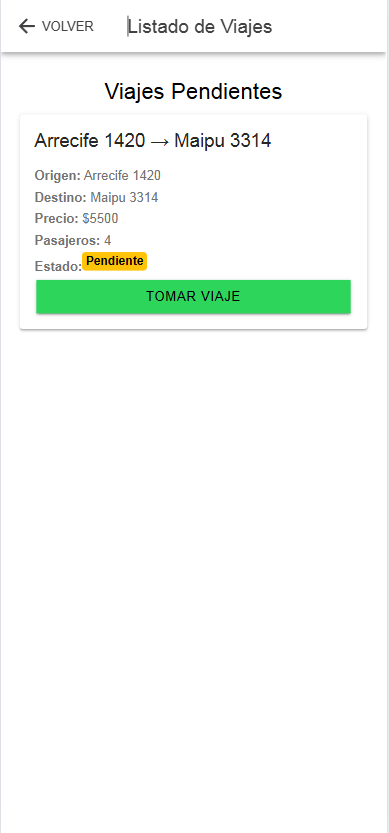 VOLVER Listado de Viajes
Viajes Pendientes
Arrecife 1420 → Maipu 3314
Origen: Arrecife 1420
Destino: Maipu 3314
Precio: $5500
Pasajeros: 4
Estado: Pendiente
TOMAR VIAJE